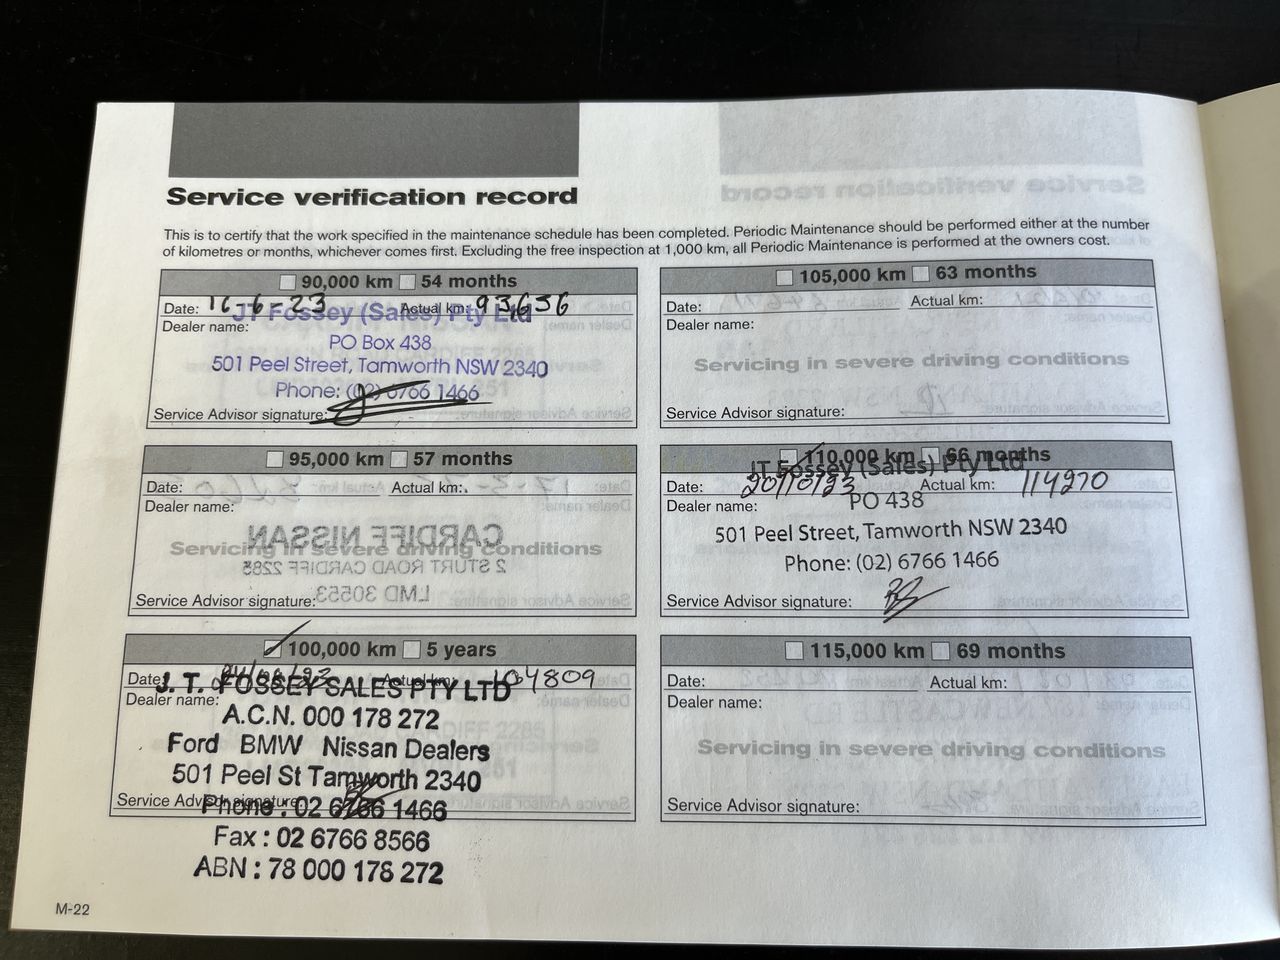 Service verification record
This is to certify that the work specified in the maintenance schedule has been completed. Periodic Maintenance should be performed either at the number
of kilometres or months, whichever comes first. Excluding the free inspection at 1,000 km, all Periodic Maintenance is performed at the owners cost.
90,000 km 54 months
Date: 16-6-23 Actual km: 93636
JT Fossey (Sales) Pty Ltd
Dealer name:
PO Box 438
501 Peel Street, Tamworth NSW 2340
Phone: (02) 6766 1466
Service Advisor signature:
95,000 km 57 months
Date: Actual km:
Dealer name:
Servicing in severe driving conditions
Service Advisor signature:
100,000 km 5 years
Date: Actual km: 104809
J. T. FOSSEY SALES PTY LTD
Dealer name:
A.C.N. 000 178 272
Ford BMW Nissan Dealers
501 Peel St Tamworth 2340
Service Advisor signature:
Phone : 02 6766 1466
Fax : 02 6766 8566
ABN : 78 000 178 272
105,000 km 63 months
Date: Actual km:
Dealer name:
Servicing in severe driving conditions
Service Advisor signature:
110,000 km 66 months
JT Fossey (Sales) Pty Ltd
Date: 20/10/23 Actual km: 114270
Dealer name:
PO 438
501 Peel Street, Tamworth NSW 2340
Phone: (02) 6766 1466
Service Advisor signature:
115,000 km 69 months
Date: Actual km:
Dealer name:
Servicing in severe driving conditions
Service Advisor signature:
M-22